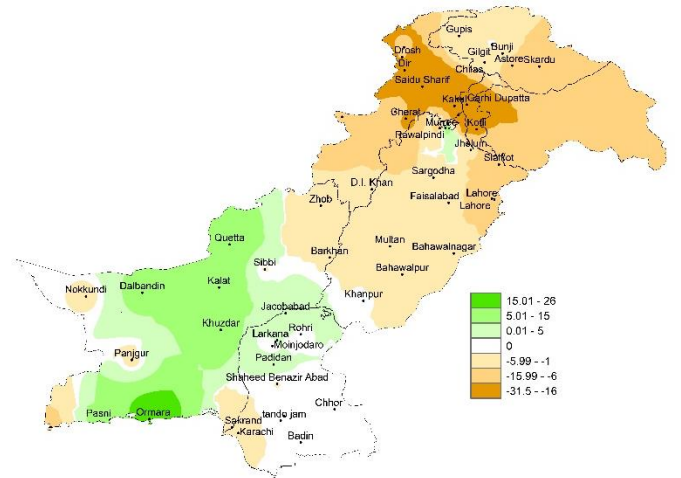 Gupis
Drosh
Gilgit
Bunji
Dir
Astore Skardu
Chilas
Saidu Sharif
Kakul
Garhi Dupatta
Cherat
Kotli
Rawalpindi
Jhelum
Sialkot
Sargodha
D.I. Khan
Zhob
Faisalabad
Lahore
Lahore
Quetta
Multan
Barkhan
Bahawalnagar
Sibbi
Bahawalpur
Nokkundi
Dalbandin
Kalat
Khanpur
15.01 - 26
Jacobabad
5.01 - 15
Khuzdar
Rohri
0.01 - 5
Larkana
Moinjodaro
0
Panjgur
Padidan
-5.99 - -1
-15.99 - -6
Shaheed Benazir Abad
-31.5 - -16
Chhor
Pasni
Ormara
tando jam
Sakrand
Karachi
Badin